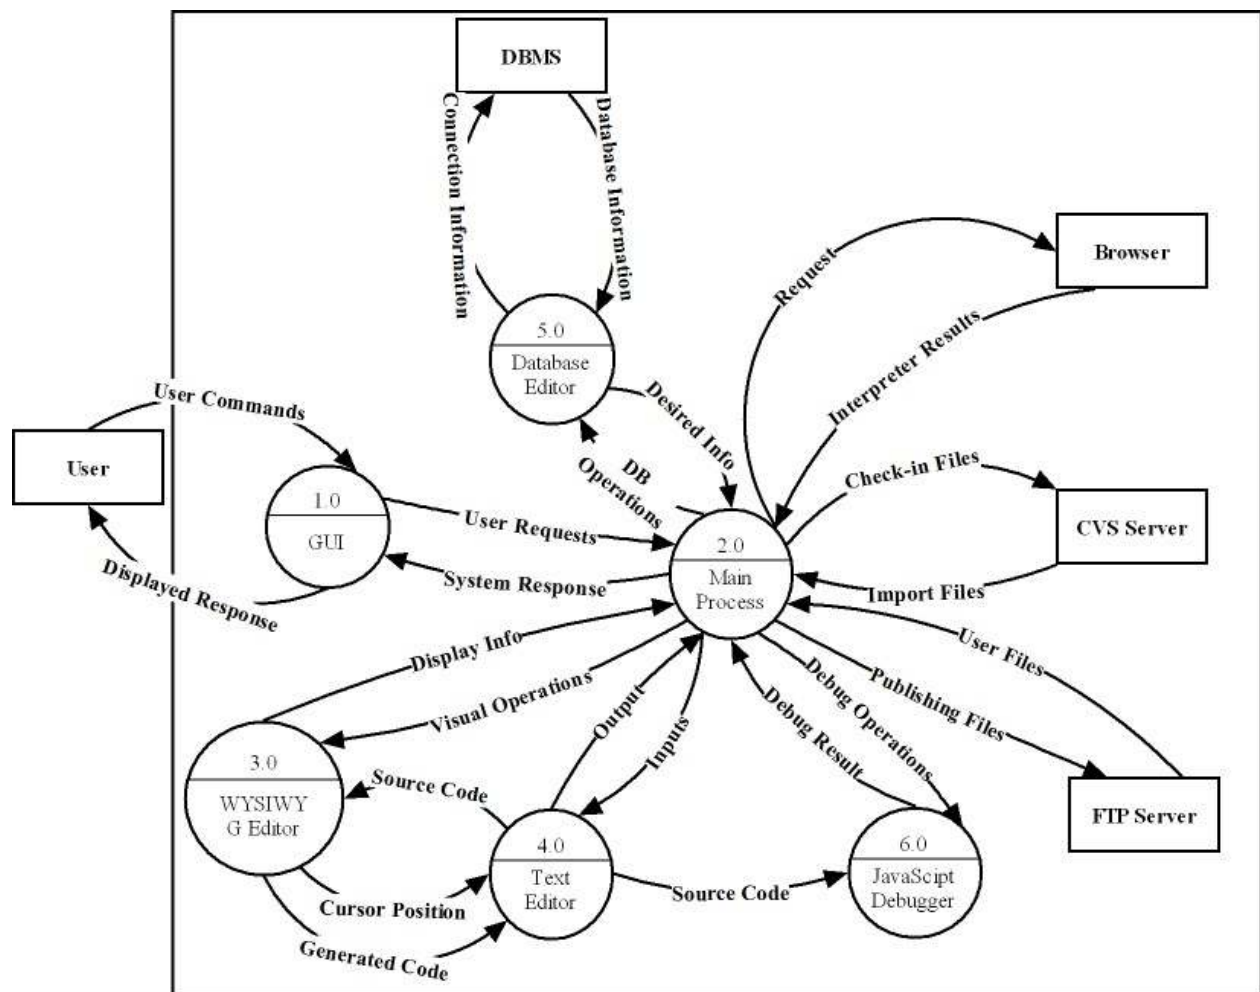 DBMS
Connection Information
Database Information
Browser
Request
Interpreter Results
5.0
Database
Editor
Desired Info
DB
Operations
User Commands
User
Displayed Response
1.0
GUI
User Requests
System Response
2.0
Main
Process
Check-in Files
CVS Server
Import Files
User Files
Publishing Files
FTP Server
Display Info
Visual Operations
Output
Inputs
Debug Operations
Debug Result
3.0
WYSIWY
G Editor
Source Code
Cursor Position
Generated Code
4.0
Text
Editor
Source Code
6.0
JavaScipt
Debugger